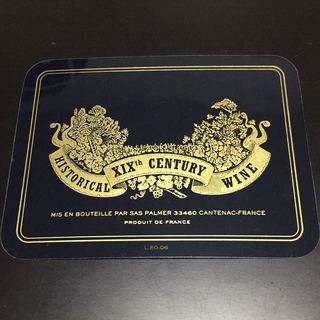 HISTORICAL XIXth CENTURY WINE
MIS EN BOUTEILLE PAR SAS PALMER 33460 CANTENAC-FRANCE
PRODUIT DE FRANCE
L.20.06